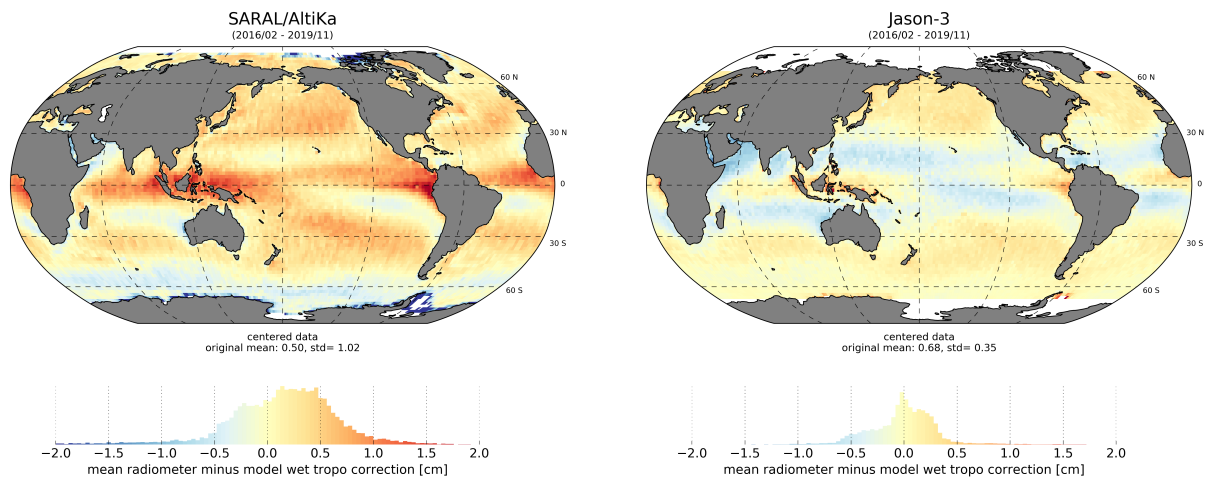 SARAL/AltiKa
(2016/02 - 2019/11)
60 N
30 N
0
30 S
60 S
centered data
original mean: 0.50, std= 1.02
−2.0 −1.5 −1.0 −0.5 0.0 0.5 1.0 1.5 2.0
mean radiometer minus model wet tropo correction [cm]
Jason-3
(2016/02 - 2019/11)
60 N
30 N
0
30 S
60 S
centered data
original mean: 0.68, std= 0.35
−2.0 −1.5 −1.0 −0.5 0.0 0.5 1.0 1.5 2.0
mean radiometer minus model wet tropo correction [cm]